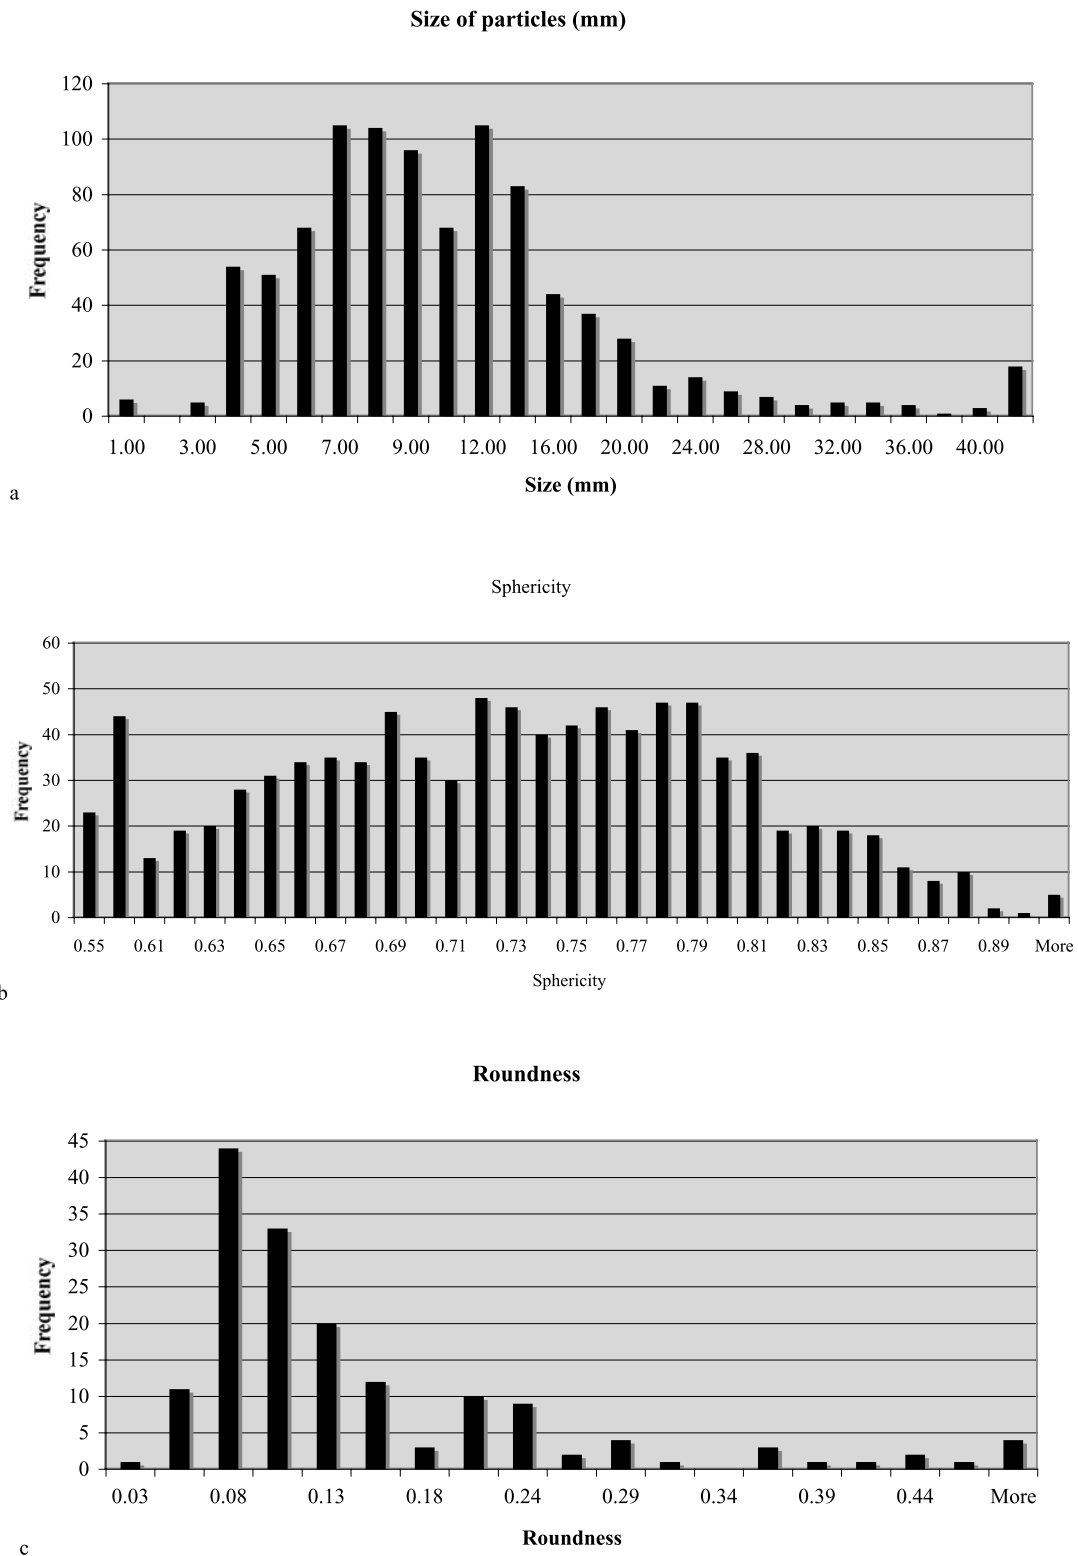 Size of particles (mm)
120
100
80
60
40
20
0
Frequency
1.00 3.00 5.00 7.00 9.00 12.00 16.00 20.00 24.00 28.00 32.00 36.00 40.00
Size (mm)
a
Sphericity
60
50
40
30
20
10
0
Frequency
0.55 0.61 0.63 0.65 0.67 0.69 0.71 0.73 0.75 0.77 0.79 0.81 0.83 0.85 0.87 0.89 More
Sphericity
b
Roundness
45
40
35
30
25
20
15
10
5
0
Frequency
0.03 0.08 0.13 0.18 0.24 0.29 0.34 0.39 0.44 More
Roundness
c